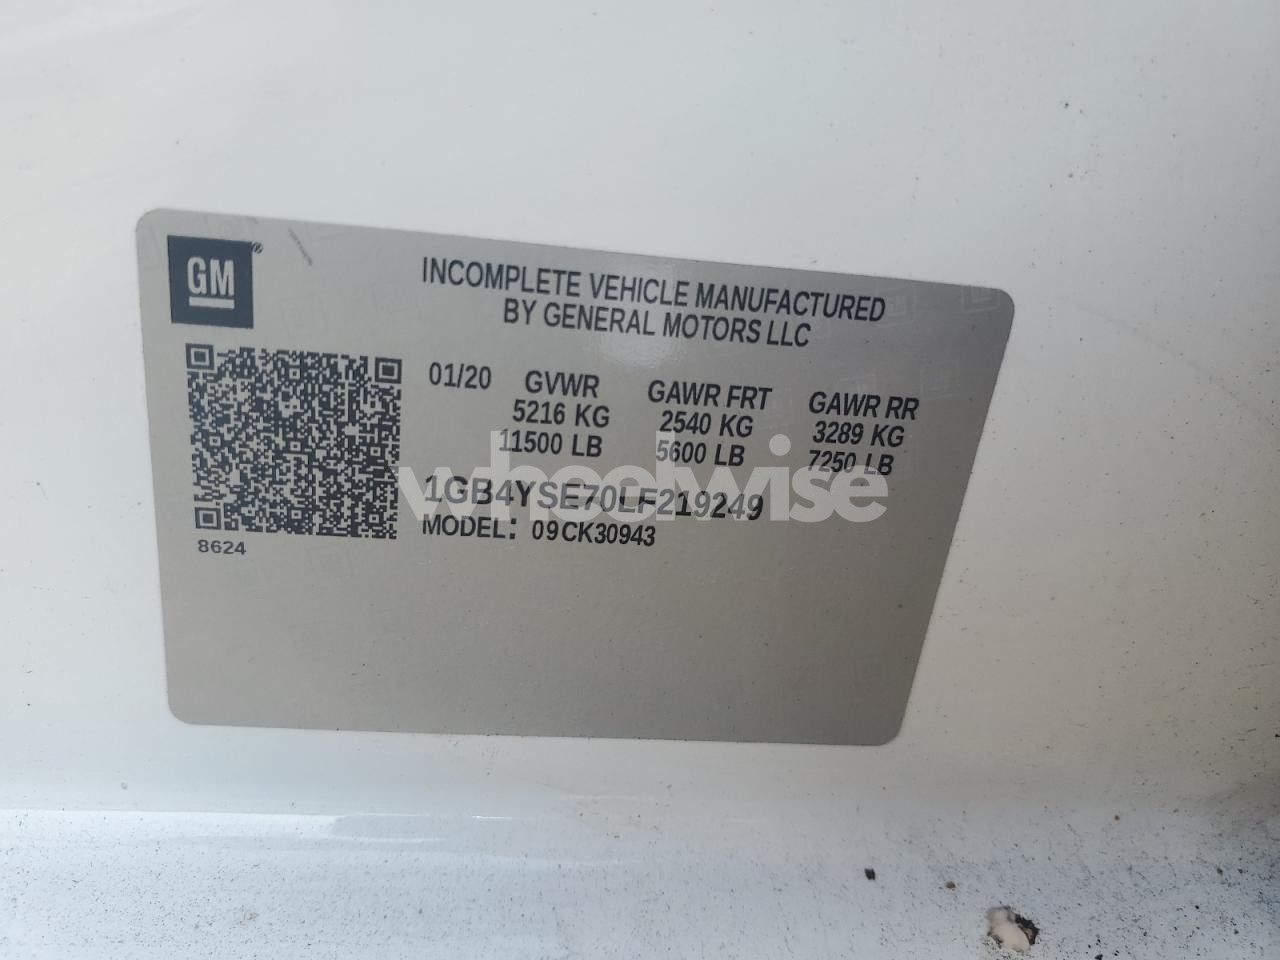 GM®
INCOMPLETE VEHICLE MANUFACTURED
BY GENERAL MOTORS LLC
01/20 GVWR GAWR FRT GAWR RR
5216 KG 2540 KG 3289 KG
11500 LB 5600 LB 7250 LB
wheelwise
1GB4YSE70LF219249
MODEL: 09CK30943
8624